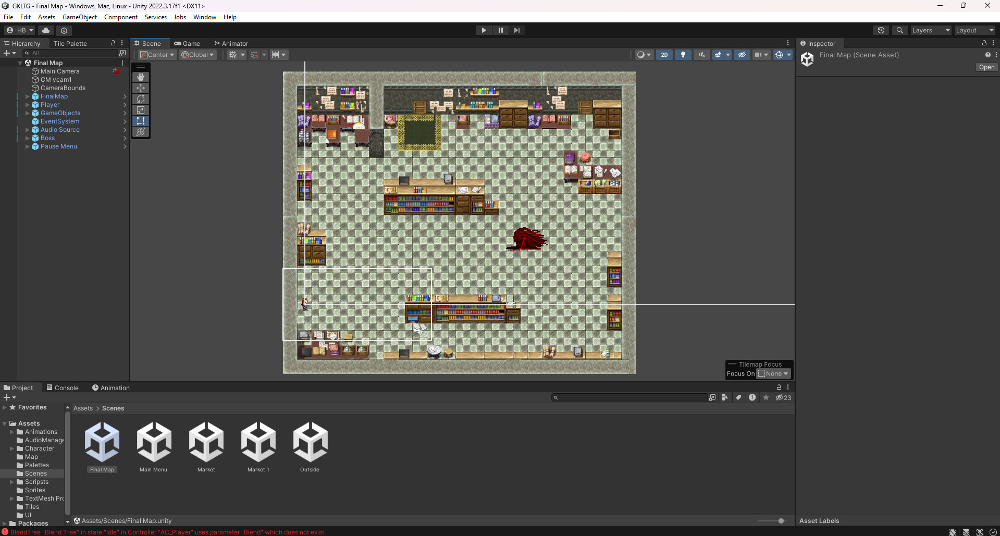 GKLTG - Final Map - Windows, Mac, Linux - Unity 2022.3.17f1 <DX11>
File Edit Assets GameObject Component Services Jobs Window Help
HB Layers Layout
Hierarchy Tile Palette Scene Game Animator Inspector
All Center Global 2D Final Map (Scene Asset)
Open
Final Map
Main Camera
CM vcam1
CameraBounds
FinalMap
Player
GameObjects
EventSystem
Audio Source
Boss
Pause Menu
Tilemap Focus
Focus On None
Project Console Animation
23
Favorites
Assets > Scenes
Assets
Animations
AudioManage
Character
Map
Palettes
Scenes
Scripsts
Sprites
TextMesh Pro
Tiles
UI
Packages
Final Map Main Menu Market Market 1 Outside
Assets/Scenes/Final Map.unity
Asset Labels
BlendTree "Blend Tree" in state "Idle" in Controller "AC_Player" uses parameter "Blend" which does not exist.